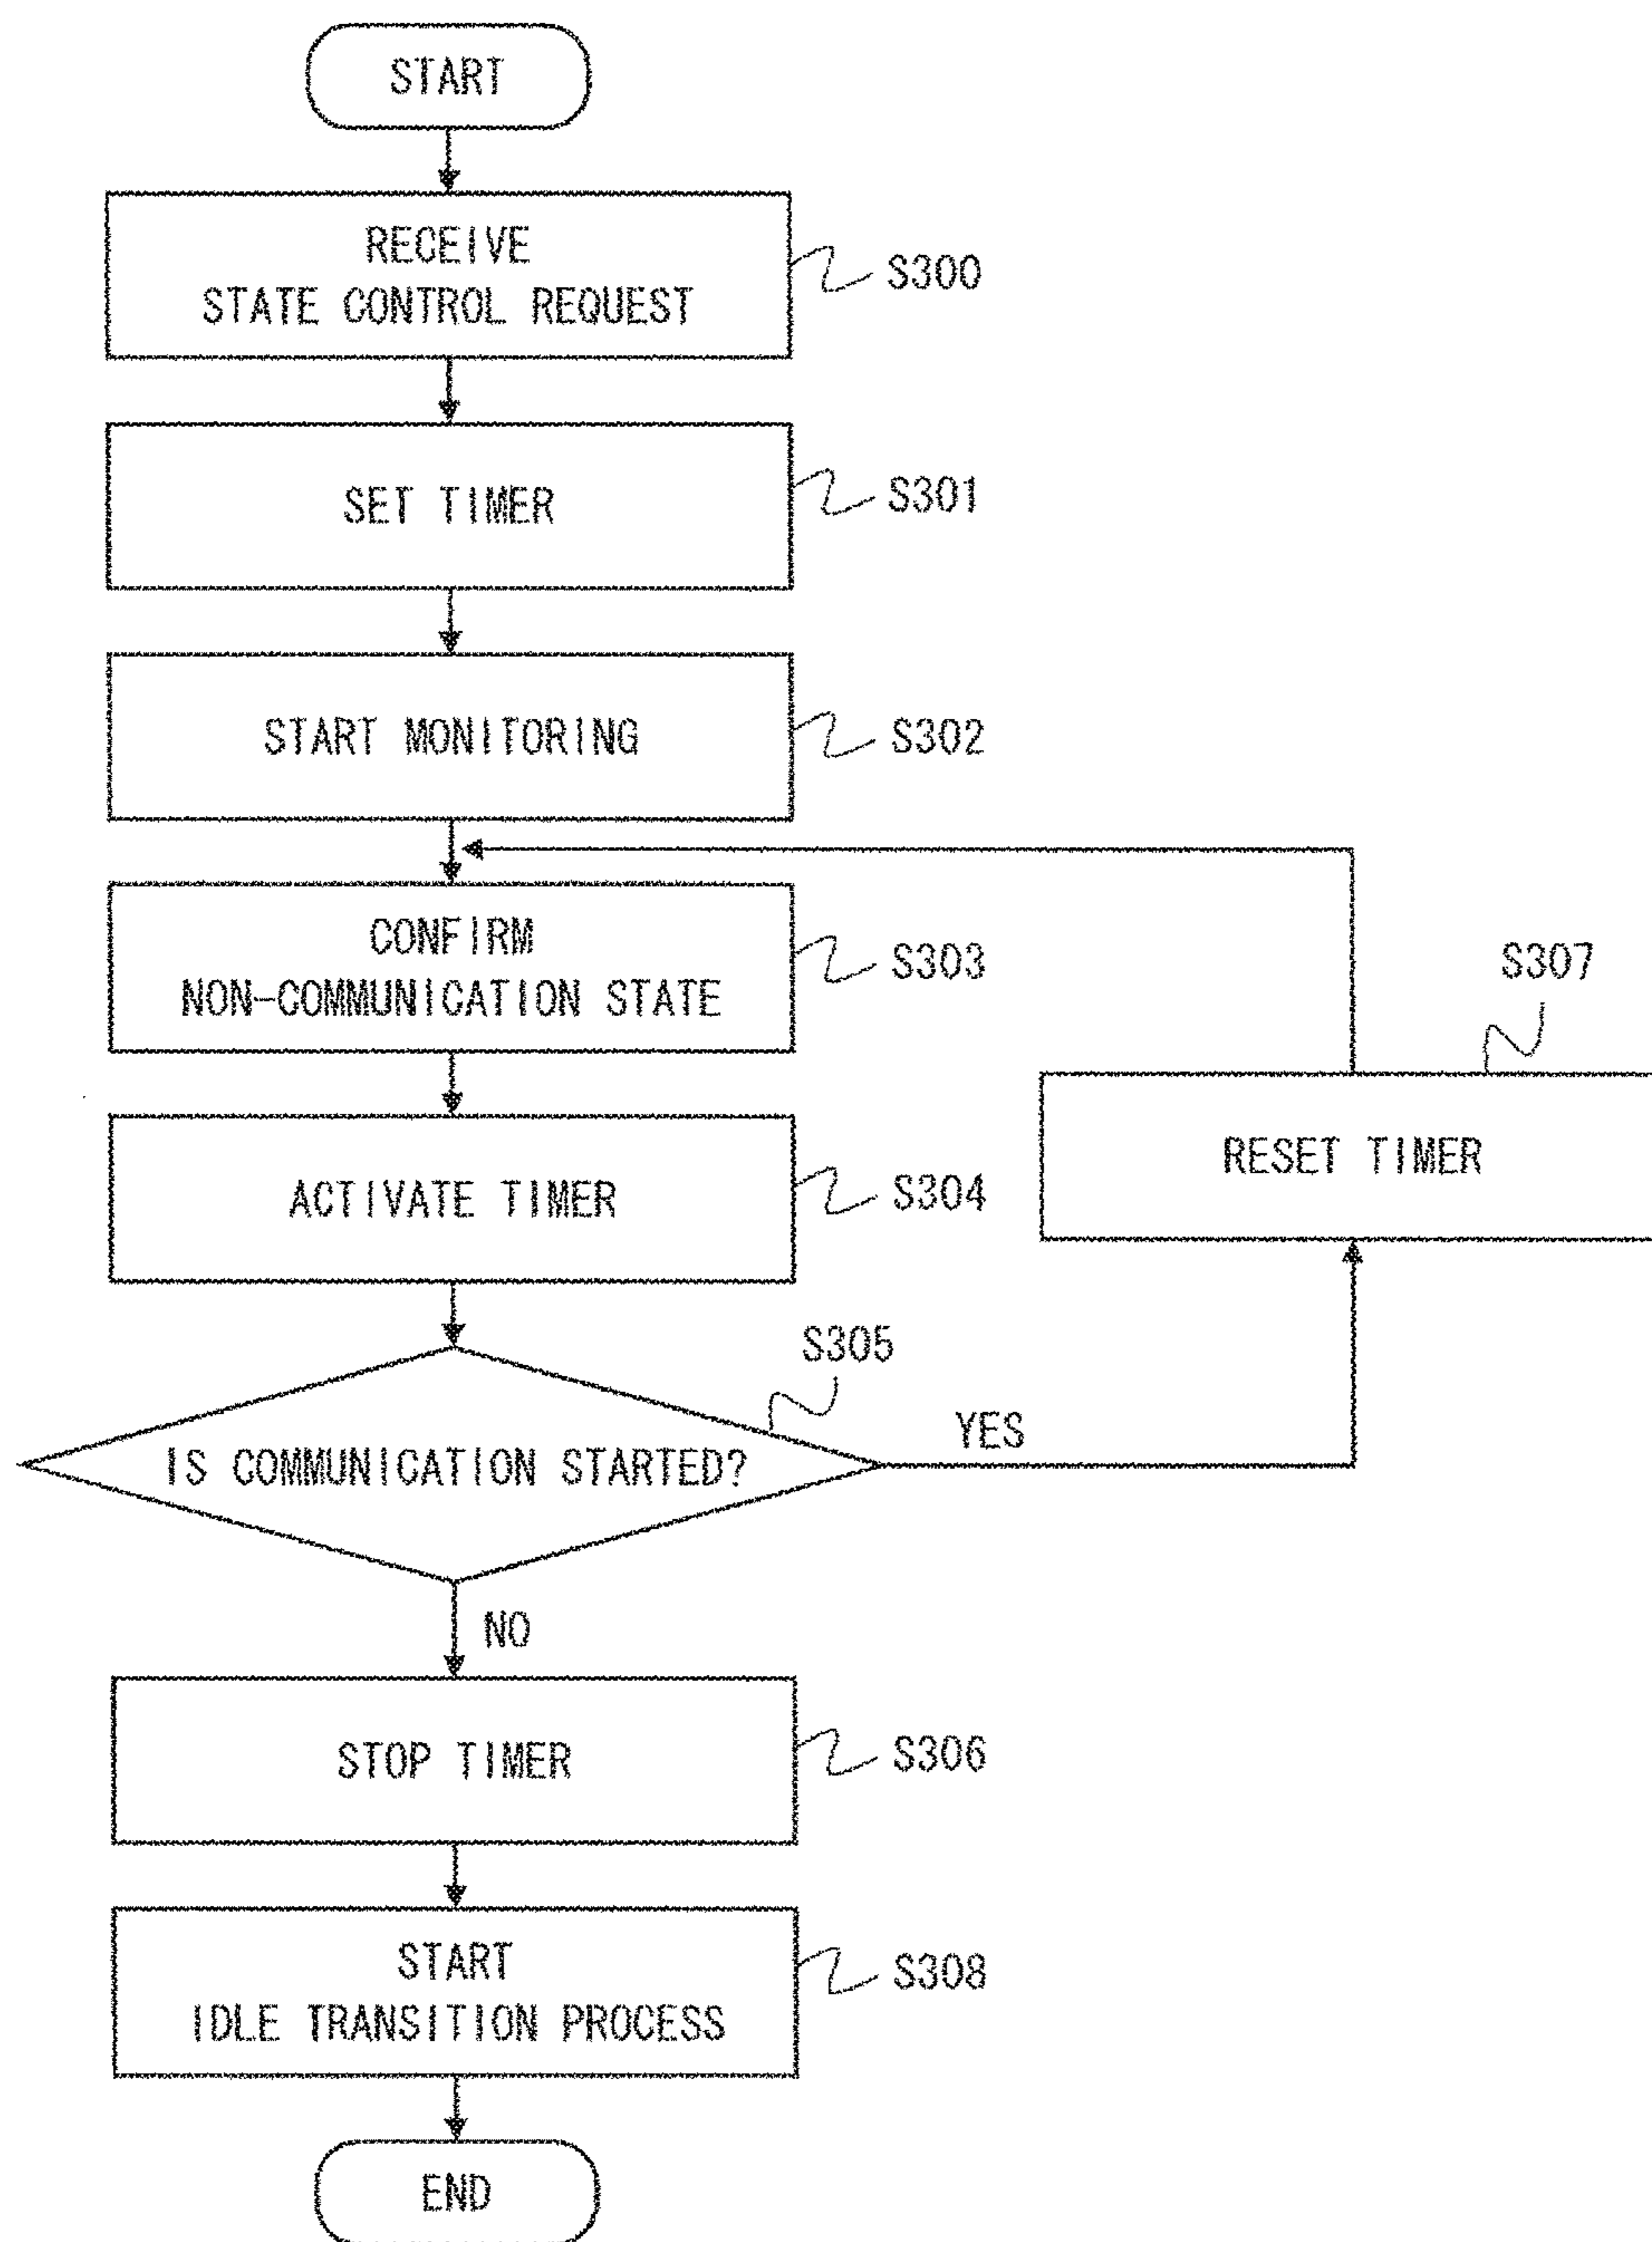 START
RECEIVE
STATE CONTROL REQUEST
S300
SET TIMER
S301
START MONITORING
S302
CONFIRM
NON-COMMUNICATION STATE
S303
S307
RESET TIMER
ACTIVATE TIMER
S304
S305
IS COMMUNICATION STARTED?
YES
NO
STOP TIMER
S306
START
IDLE TRANSITION PROCESS
S308
END